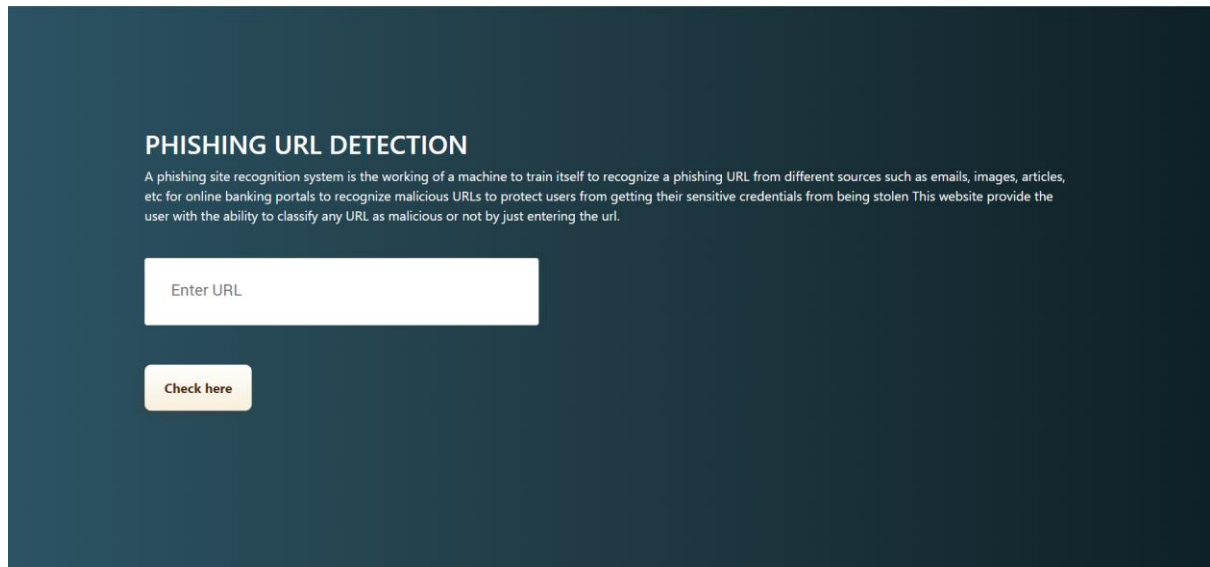 PHISHING URL DETECTION
A phishing site recognition system is the working of a machine to train itself to recognize a phishing URL from different sources such as emails, images, articles,
etc for online banking portals to recognize malicious URLs to protect users from getting their sensitive credentials from being stolen This website provide the
user with the ability to classify any URL as malicious or not by just entering the url.
Enter URL
Check here